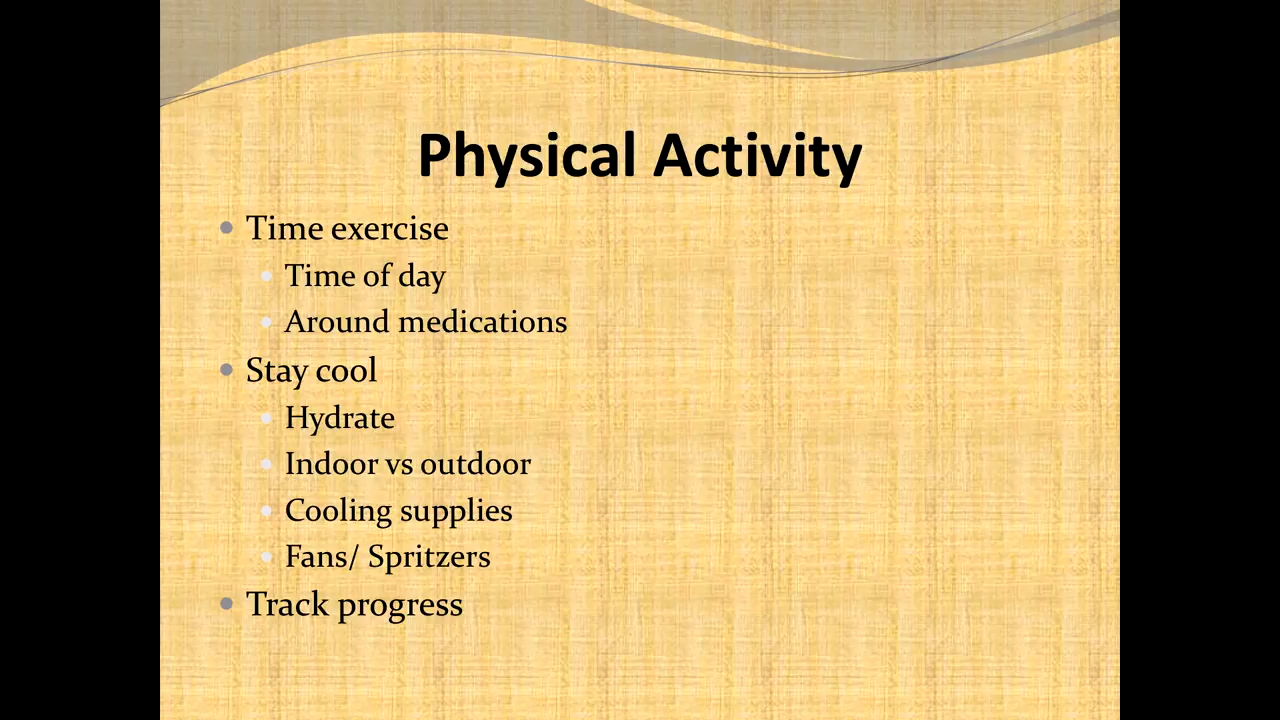 Physical Activity
Time exercise
Time of day
Around medications
Stay cool
Hydrate
Indoor vs outdoor
Cooling supplies
Fans/ Spritzers
Track progress